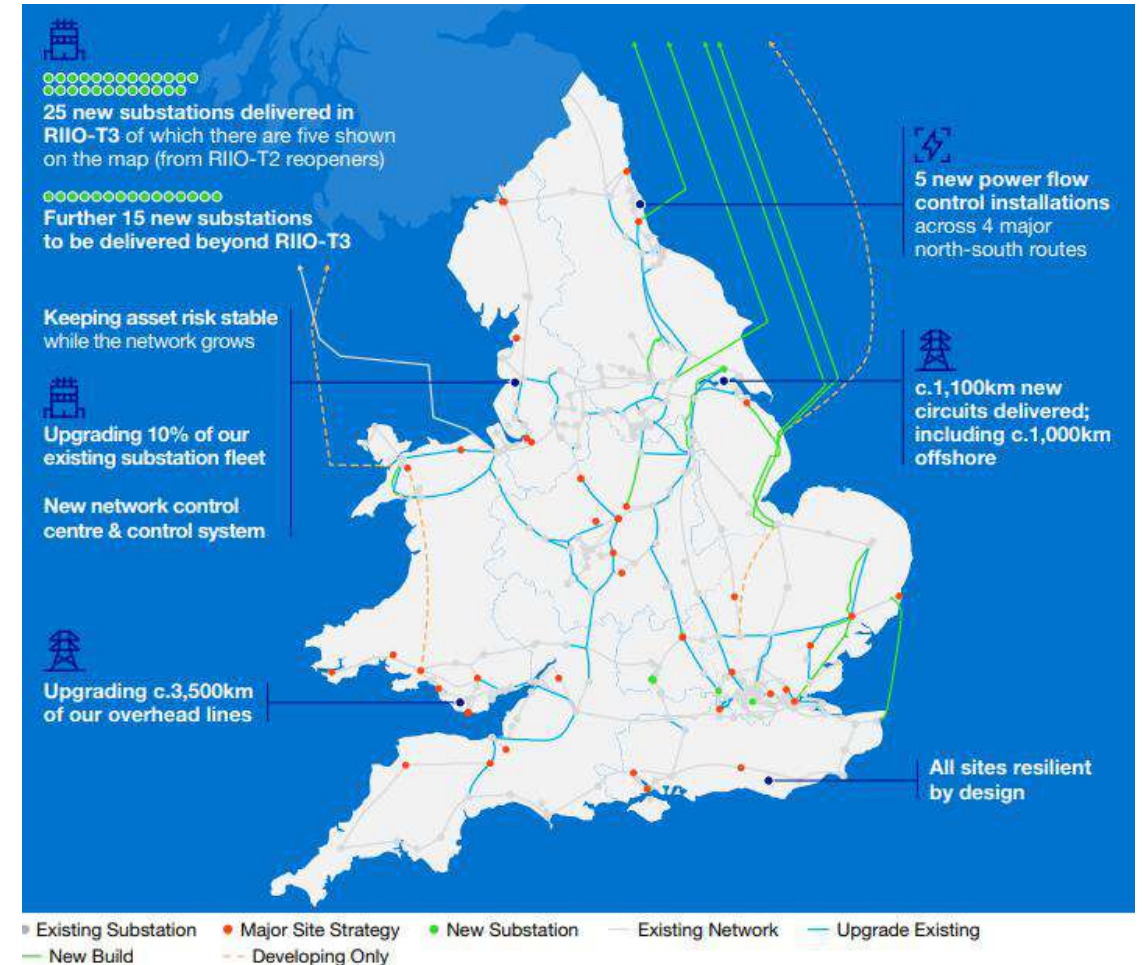 25 new substations delivered in
RIIO-T3 of which there are five shown
on the map (from RIIO-T2 reopeners)
Further 15 new substations
to be delivered beyond RIIO-T3
Keeping asset risk stable
while the network grows
Upgrading 10% of our
existing substation fleet
New network control
centre & control system
Upgrading c.3,500km
of our overhead lines
5 new power flow
control installations
across 4 major
north-south routes
c.1,100km new
circuits delivered;
including c.1,000km
offshore
All sites resilient
by design
Existing Substation Major Site Strategy New Substation Existing Network Upgrade Existing
New Build Developing Only